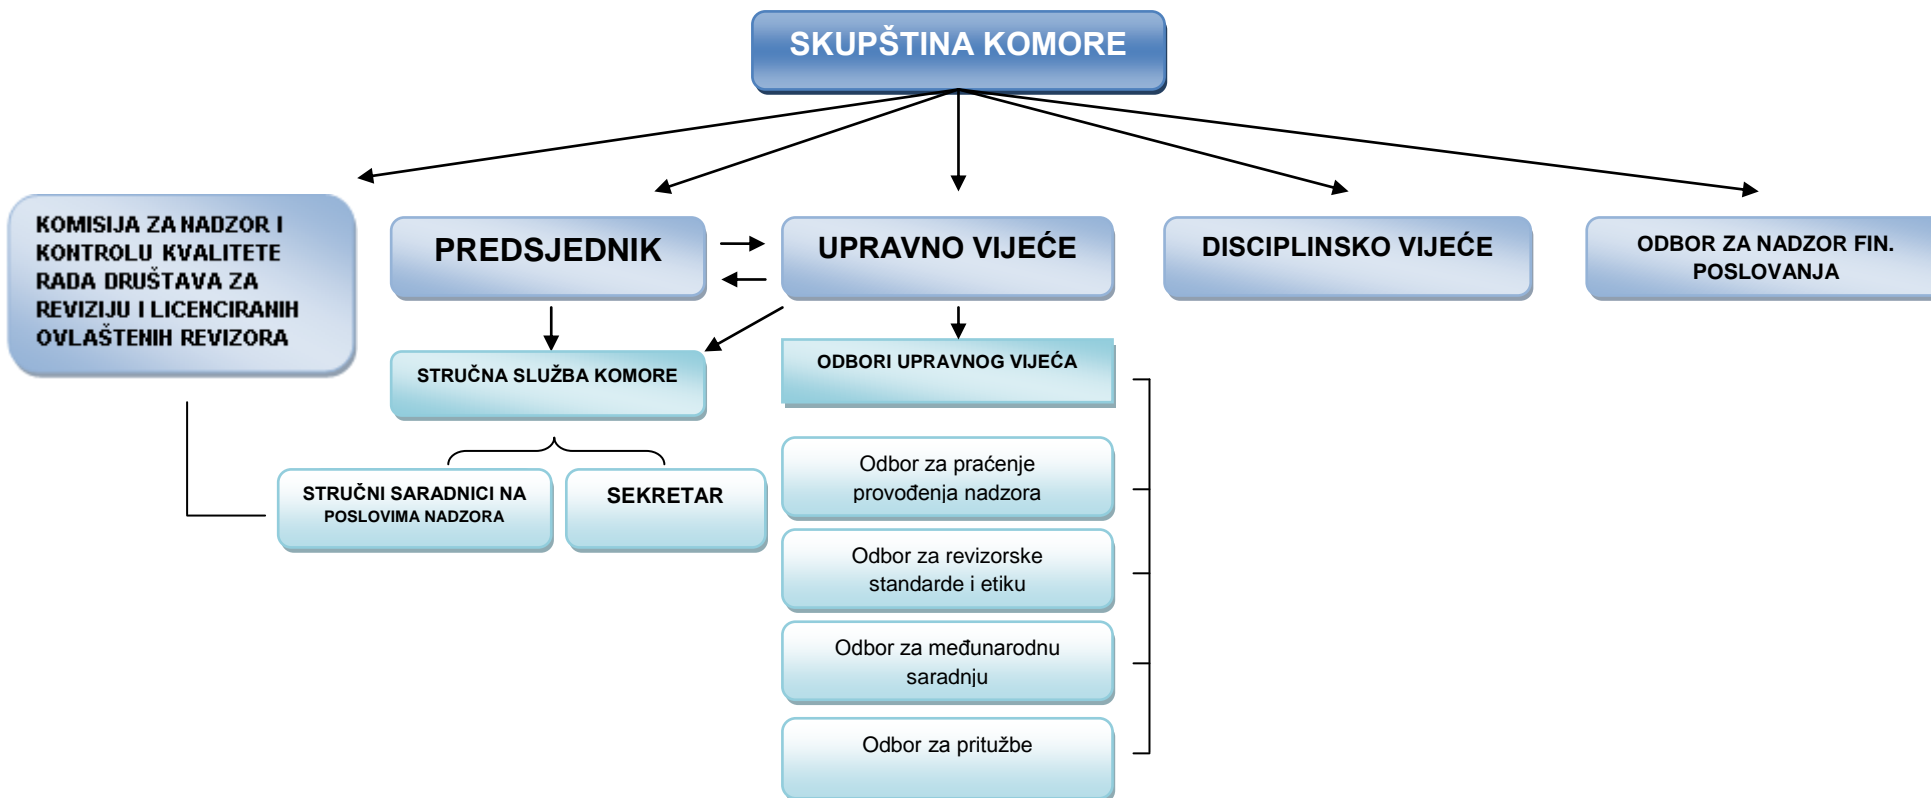 SKUPŠTINA KOMORE
KOMISIJA ZA NADZOR I
KONTROLU KVALITETE
RADA DRUŠTAVA ZA
REVIZIJU I LICENCIRANIH
OVLAŠTENIH REVIZORA
PREDSJEDNIK
UPRAVNO VIJEĆE
DISCIPLINSKO VIJEĆE
ODBOR ZA NADZOR FIN.
POSLOVANJA
STRUČNA SLUŽBA KOMORE
ODBORI UPRAVNOG VIJEĆA
STRUČNI SARADNICI NA
POSLOVIMA NADZORA
SEKRETAR
Odbor za praćenje
provođenja nadzora
Odbor za revizorske
standarde i etiku
Odbor za međunarodnu
saradnju
Odbor za pritužbe